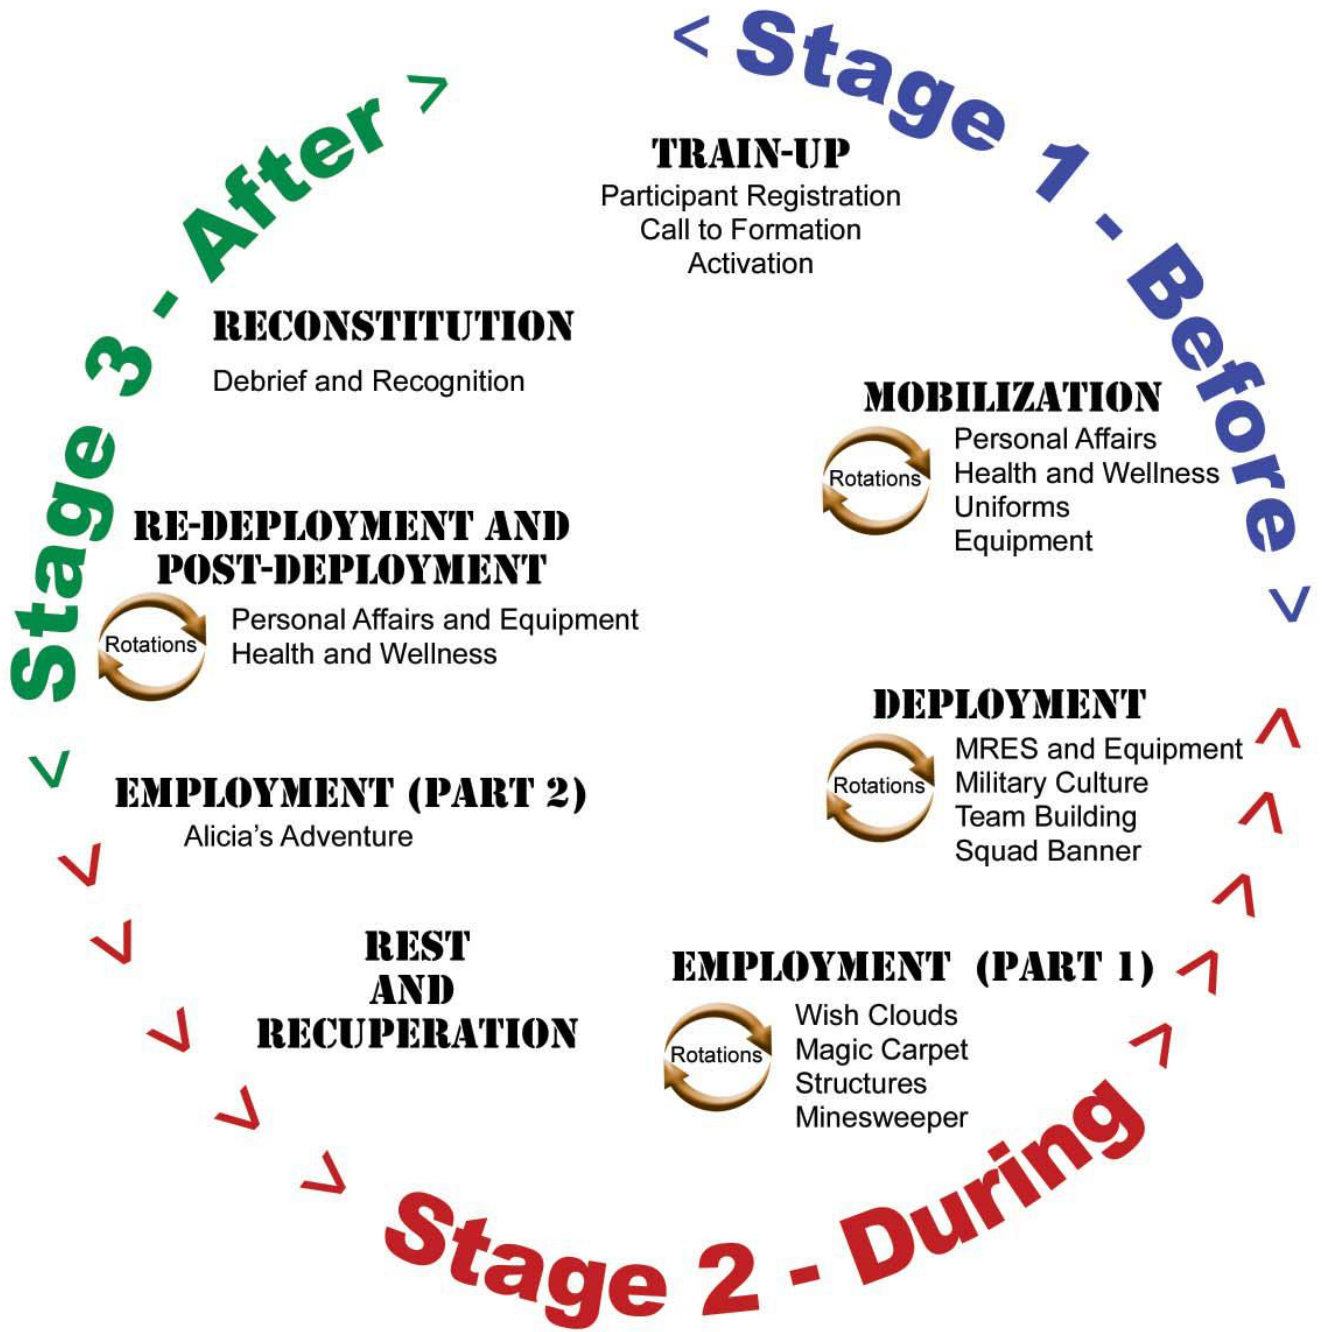 < Stage 1 - Before >
TRAIN-UP
Participant Registration
Call to Formation
Activation
MOBILIZATION
Rotations
Personal Affairs
Health and Wellness
Uniforms
Equipment
DEPLOYMENT
Rotations
MRES and Equipment
Military Culture
Team Building
Squad Banner
EMPLOYMENT (PART 1)
Rotations
Wish Clouds
Magic Carpet
Structures
Minesweeper
< < < < < Stage 2 - During > > > > >
REST
AND
RECUPERATION
EMPLOYMENT (PART 2)
Alicia's Adventure
RE-DEPLOYMENT AND
POST-DEPLOYMENT
Rotations
Personal Affairs and Equipment
Health and Wellness
RECONSTITUTION
Debrief and Recognition
< Stage 3 - After >